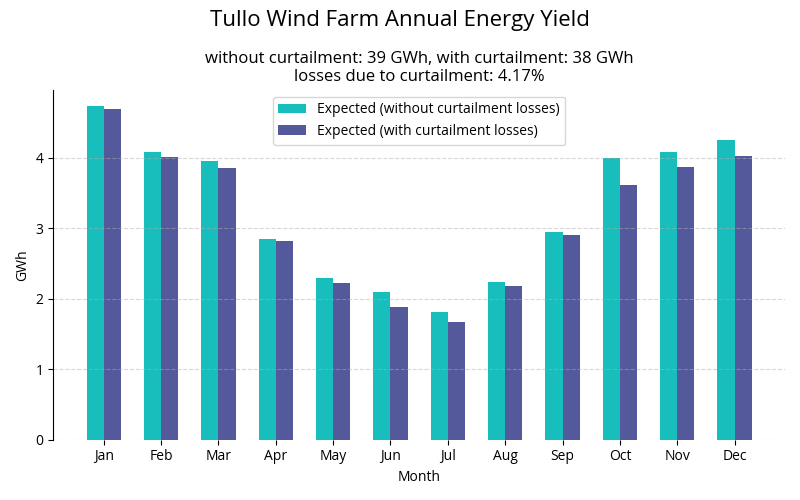 Tullo Wind Farm Annual Energy Yield
without curtailment: 39 GWh, with curtailment: 38 GWh
losses due to curtailment: 4.17%
Expected (without curtailment losses)
Expected (with curtailment losses)
4
3
2
1
0
GWh
Jan Feb Mar Apr May Jun Jul Aug Sep Oct Nov Dec
Month